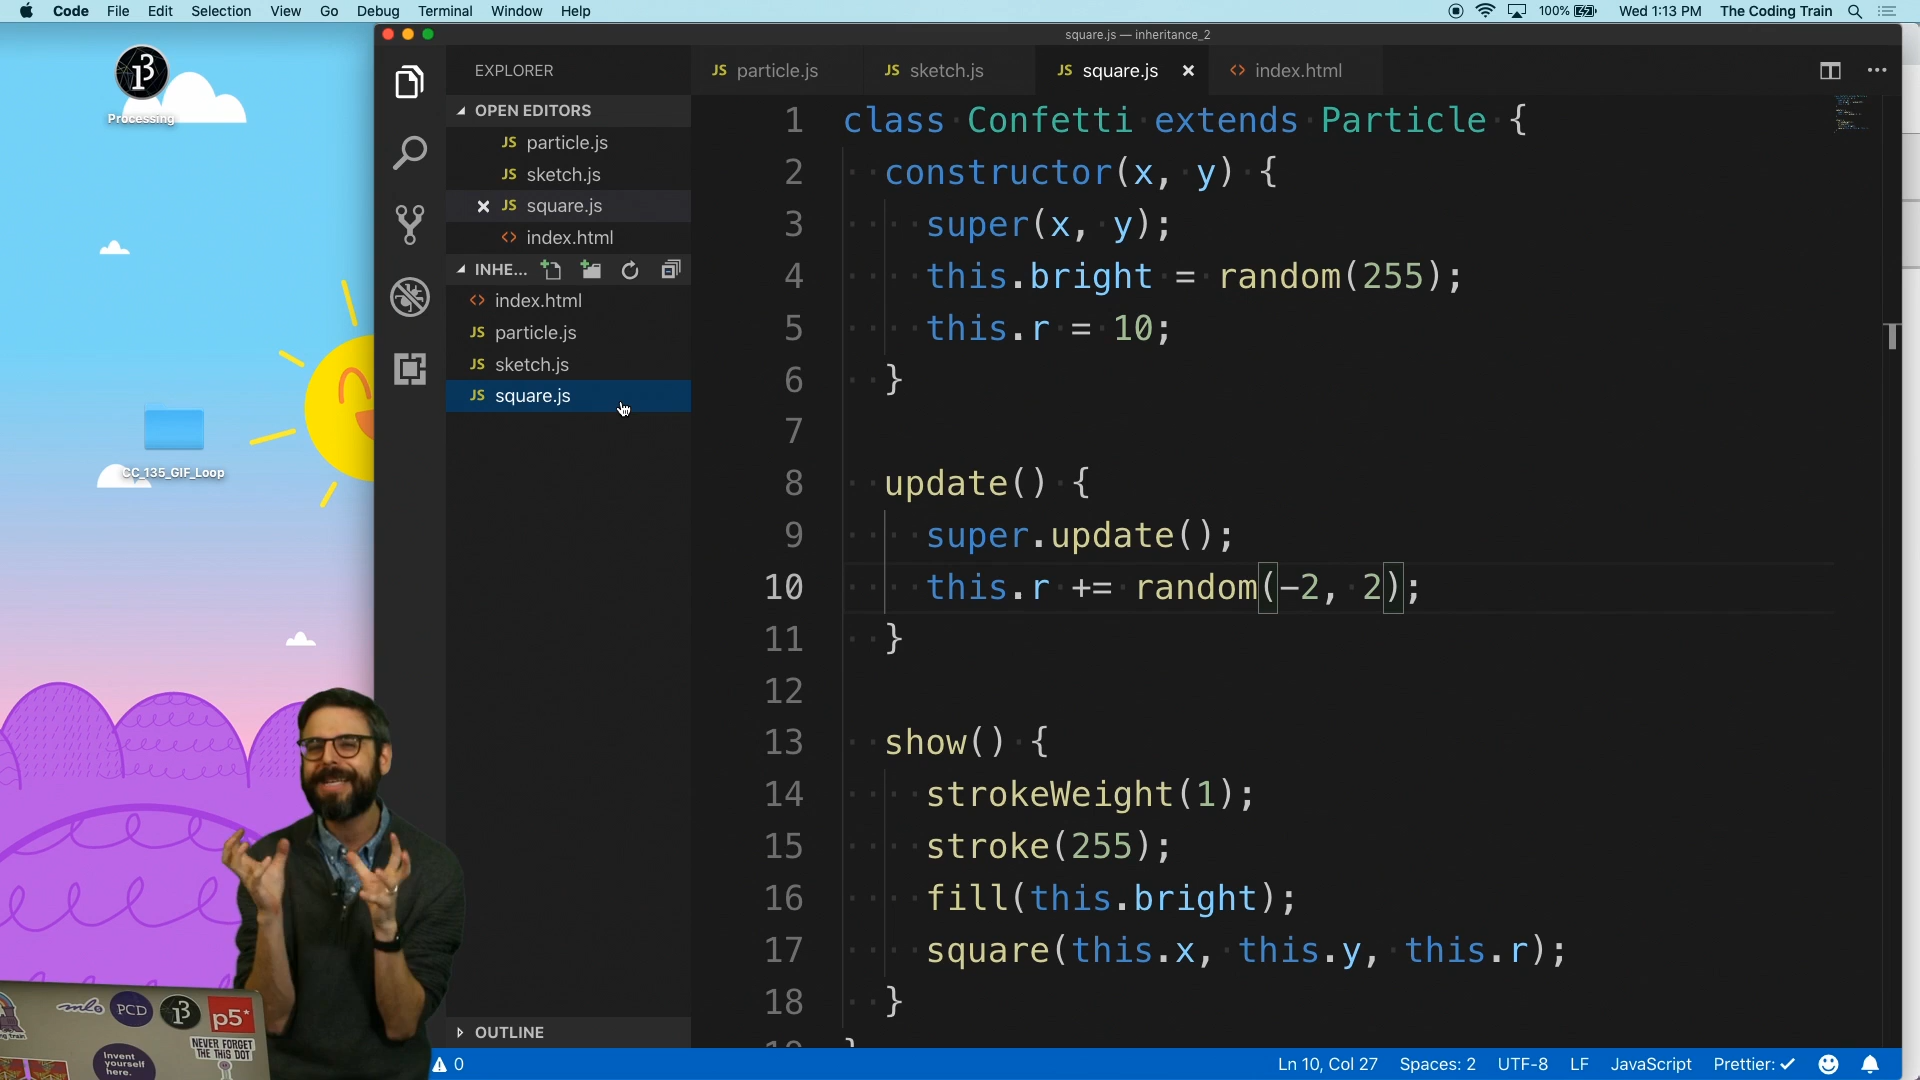 Code File Edit Selection View Go Debug Terminal Window Help
100% Wed 1:13 PM The Coding Train
square.js — inheritance_2
Processing
CC_135_GIF_Loop
EXPLORER
OPEN EDITORS
JS particle.js
JS sketch.js
JS square.js
<> index.html
INHE...
<> index.html
JS particle.js
JS sketch.js
JS square.js
OUTLINE
JS particle.js JS sketch.js JS square.js <> index.html
1 class Confetti extends Particle {
2 constructor(x, y) {
3 super(x, y);
4 this.bright = random(255);
5 this.r = 10;
6 }
7
8 update() {
9 super.update();
10 this.r += random(-2, 2);
11 }
12
13 show() {
14 strokeWeight(1);
15 stroke(255);
16 fill(this.bright);
17 square(this.x, this.y, this.r);
18 }
0
Ln 10, Col 27 Spaces: 2 UTF-8 LF JavaScript Prettier: ✓
PCD
p5*
NEVER FORGET
THE THIS DOT
Invent
yourself
here.